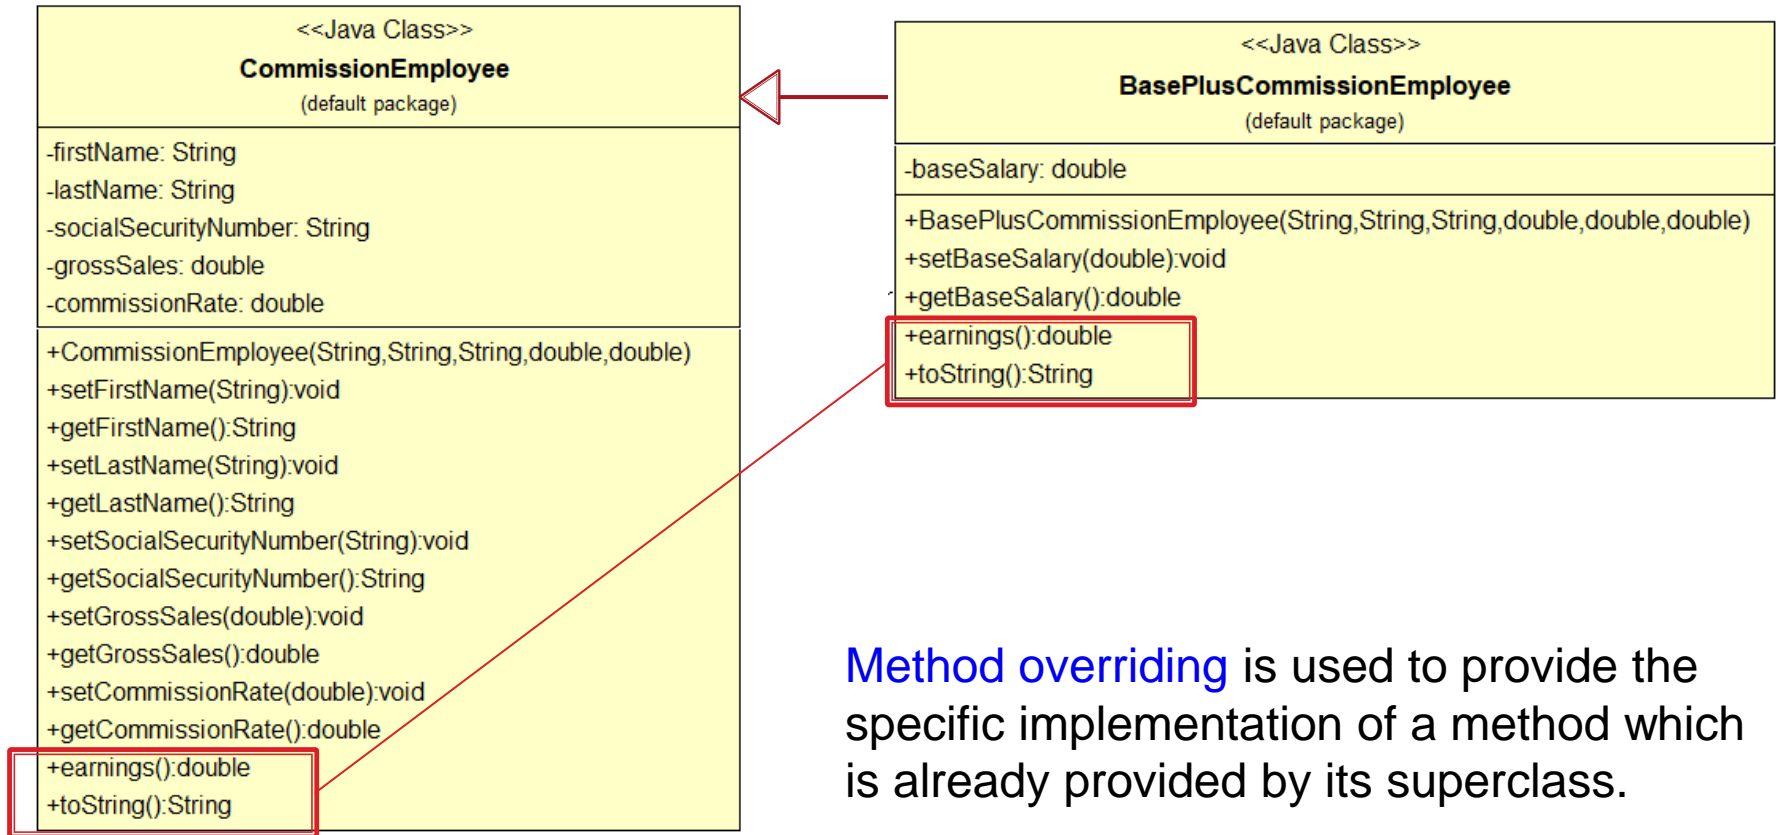 <<Java Class>>
CommissionEmployee
(default package)
-firstName: String
-lastName: String
-socialSecurityNumber: String
-grossSales: double
-commissionRate: double
+CommissionEmployee(String,String,String,double,double)
+setFirstName(String):void
+getFirstName():String
+setLastName(String):void
+getLastName():String
+setSocialSecurityNumber(String):void
+getSocialSecurityNumber():String
+setGrossSales(double):void
+getGrossSales():double
+setCommissionRate(double):void
+getCommissionRate():double
+earnings():double
+toString():String
<<Java Class>>
BasePlusCommissionEmployee
(default package)
-baseSalary: double
+BasePlusCommissionEmployee(String,String,String,double,double,double)
+setBaseSalary(double):void
+getBaseSalary():double
+earnings():double
+toString():String
Method overriding is used to provide the
specific implementation of a method which
is already provided by its superclass.